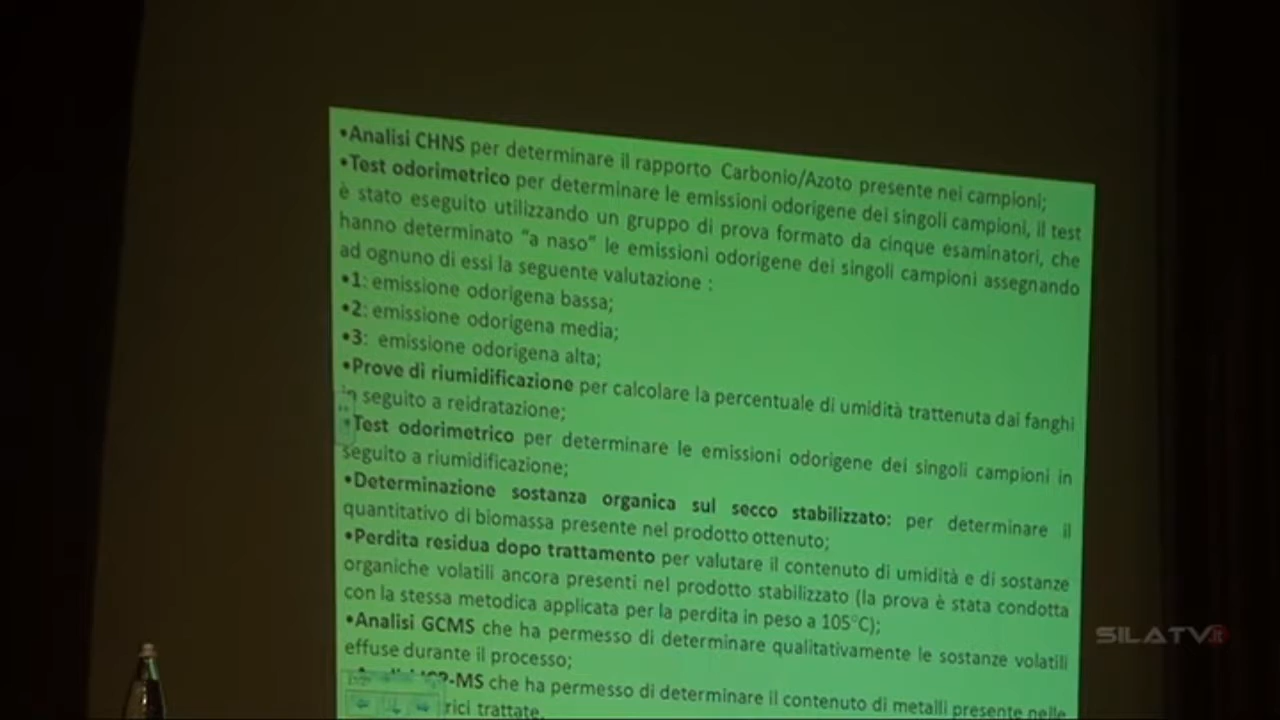 •Analisi CHNS per determinare il rapporto Carbonio/Azoto presente nei campioni;
•Test odorimetrico per determinare le emissioni odorigene dei singoli campioni, il test
è stato eseguito utilizzando un gruppo di prova formato da cinque esaminatori, che
hanno determinato "a naso" le emissioni odorigene dei singoli campioni assegnando
ad ognuno di essi la seguente valutazione :
•1: emissione odorigena bassa;
•2: emissione odorigena media;
•3: emissione odorigena alta;
•Prove di riumidificazione per calcolare la percentuale di umidità trattenuta dai fanghi
in seguito a reidratazione;
•Test odorimetrico per determinare le emissioni odorigene dei singoli campioni in
seguito a riumidificazione;
•Determinazione sostanza organica sul secco stabilizzato: per determinare il
quantitativo di biomassa presente nel prodotto ottenuto;
•Perdita residua dopo trattamento per valutare il contenuto di umidità e di sostanze
organiche volatili ancora presenti nel prodotto stabilizzato (la prova è stata condotta
con la stessa metodica applicata per la perdita in peso a 105°C);
•Analisi GCMS che ha permesso di determinare qualitativamente le sostanze volatili
effuse durante il processo;
che ha permesso di determinare il contenuto di metalli presente nelle
trattate.
SILATV.it